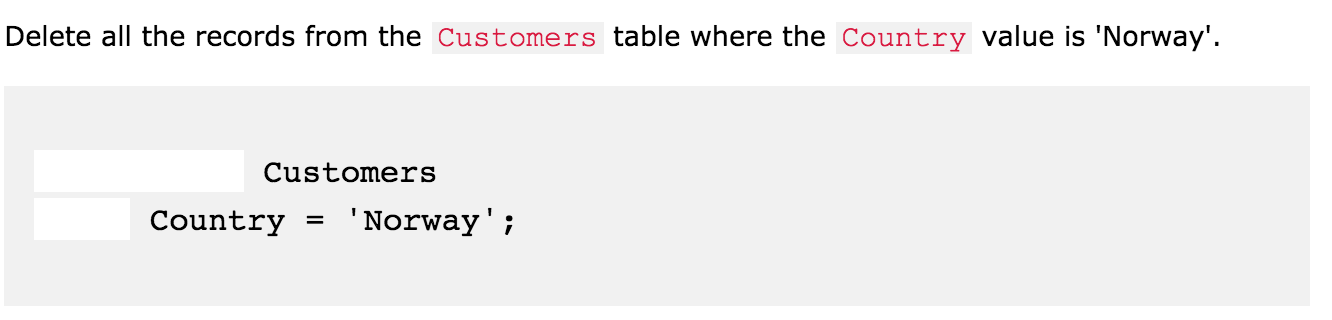 Delete all the records from the Customers table where the Country value is 'Norway'.
Customers
Country = 'Norway';